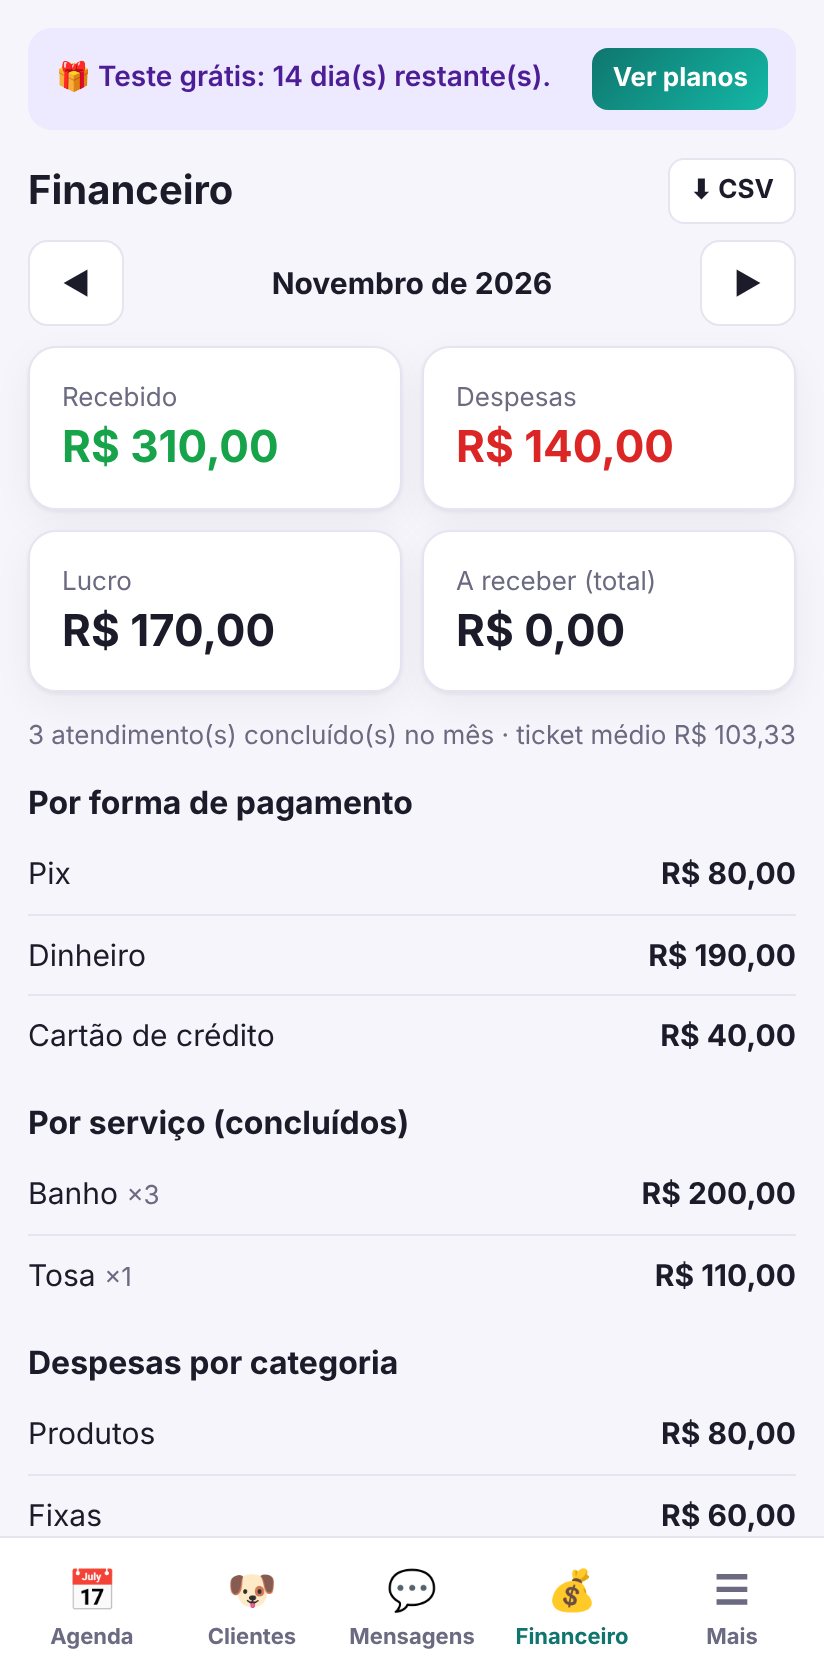 🎁 Teste grátis: 14 dia(s) restante(s).
Ver planos
Financeiro
⬇ CSV
◀ Novembro de 2026 ▶
Recebido
R$ 310,00
Despesas
R$ 140,00
Lucro
R$ 170,00
A receber (total)
R$ 0,00
3 atendimento(s) concluído(s) no mês · ticket médio R$ 103,33
Por forma de pagamento
Pix R$ 80,00
Dinheiro R$ 190,00
Cartão de crédito R$ 40,00
Por serviço (concluídos)
Banho ×3 R$ 200,00
Tosa ×1 R$ 110,00
Despesas por categoria
Produtos R$ 80,00
Fixas R$ 60,00
July
17
Agenda
Clientes
Mensagens
Financeiro
Mais